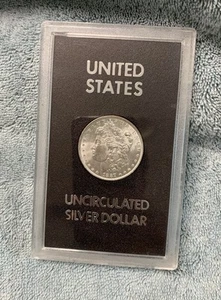 UNITED
STATES
UNCIRCULATED
SILVER DOLLAR